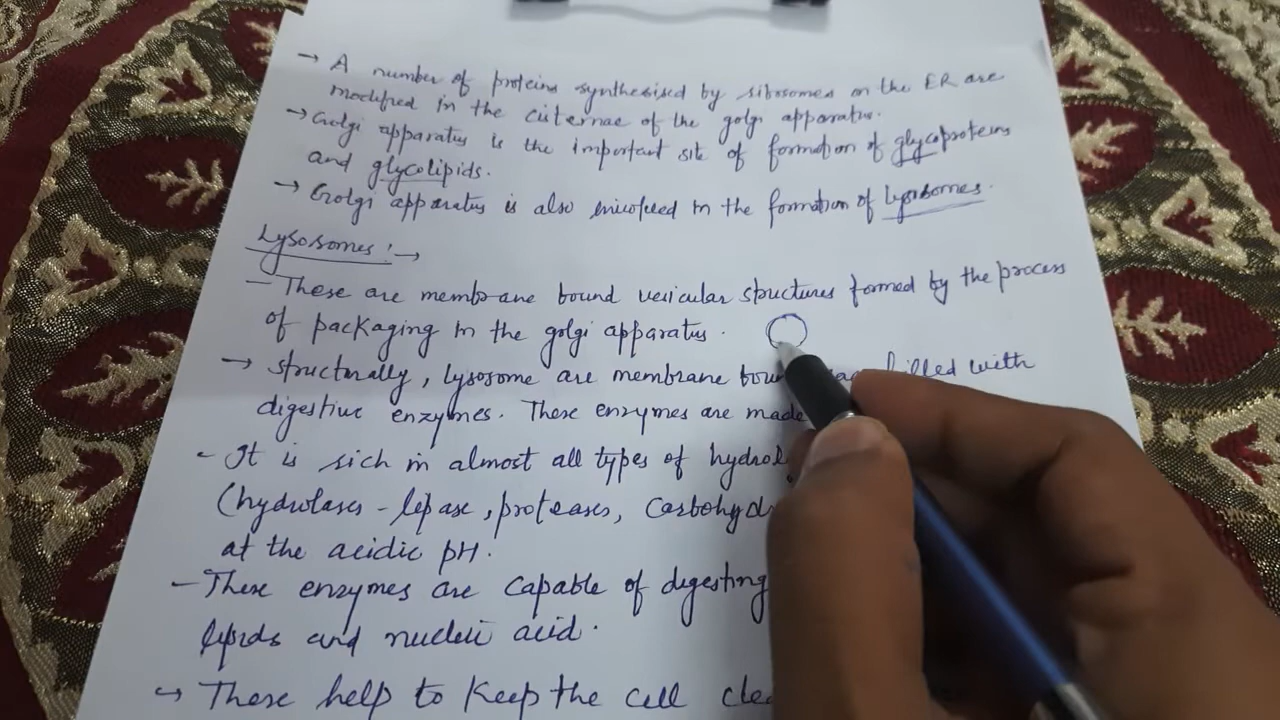 → A number of proteins synthesised by ribosomes on the ER are
modified in the cisternae of the golgi apparatus.
→ Golgi apparatus is the important site of formation of glycoproteins
and glycolipids.
→ Golgi apparatus is also in the formation of lysosomes.
Lysosomes :→
- These are membrane bound vesicular structures formed by the process
of packaging in the golgi apparatus.
→ structurally, lysosome are membrane filled with
digestive enzymes. These enzymes are made
- It is rich in almost all types of
(hydrolases - lipase, proteases,
at the acidic pH.
- These enzymes are capable of digesting
lipids and nucleic acid.
→ These help to keep the cell